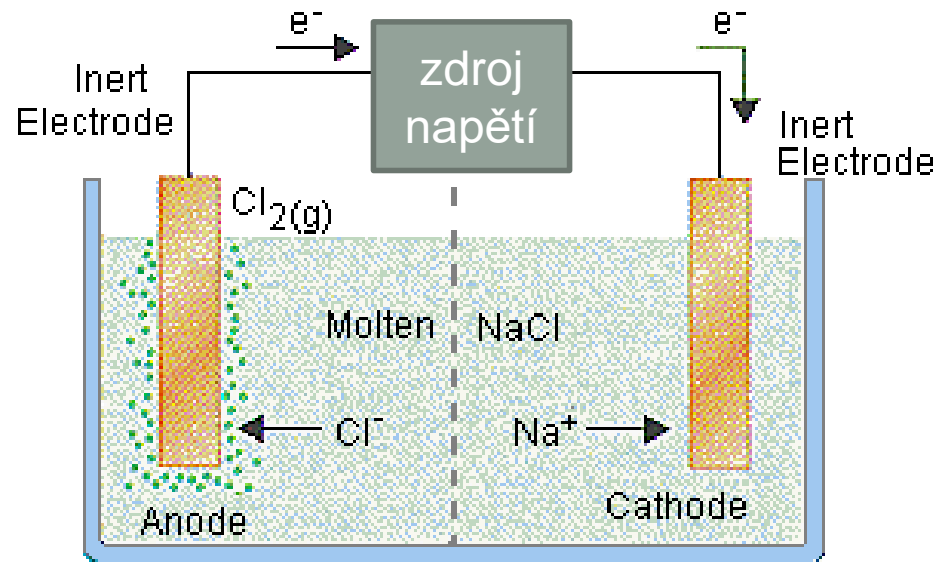 e⁻
e⁻
zdroj
napětí
Inert
Electrode
Inert
Electrode
Cl₂(g)
Molten
NaCl
Cl⁻
Na⁺
Anode
Cathode